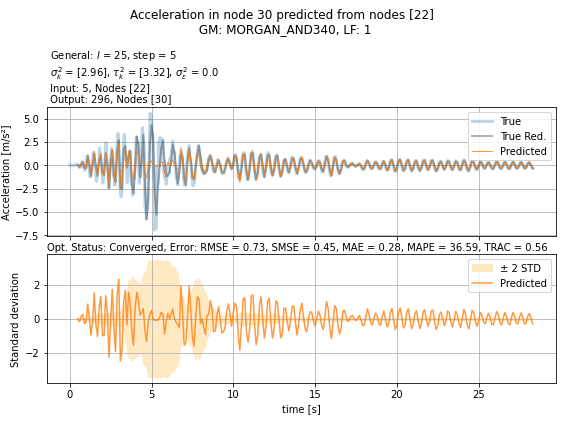 Acceleration in node 30 predicted from nodes [22]
GM: MORGAN_AND340, LF: 1
General: l = 25, step = 5
σ²ₖ = [2.96], τ²ₖ = [3.32], σ²ε = 0.0
Input: 5, Nodes [22]
Output: 296, Nodes [30]
Acceleration [m/s²]
5.0
2.5
0.0
−2.5
−5.0
−7.5
True
True Red.
Predicted
Opt. Status: Converged, Error: RMSE = 0.73, SMSE = 0.45, MAE = 0.28, MAPE = 36.59, TRAC = 0.56
Standard deviation
2
0
−2
± 2 STD
Predicted
0 5 10 15 20 25
time [s]